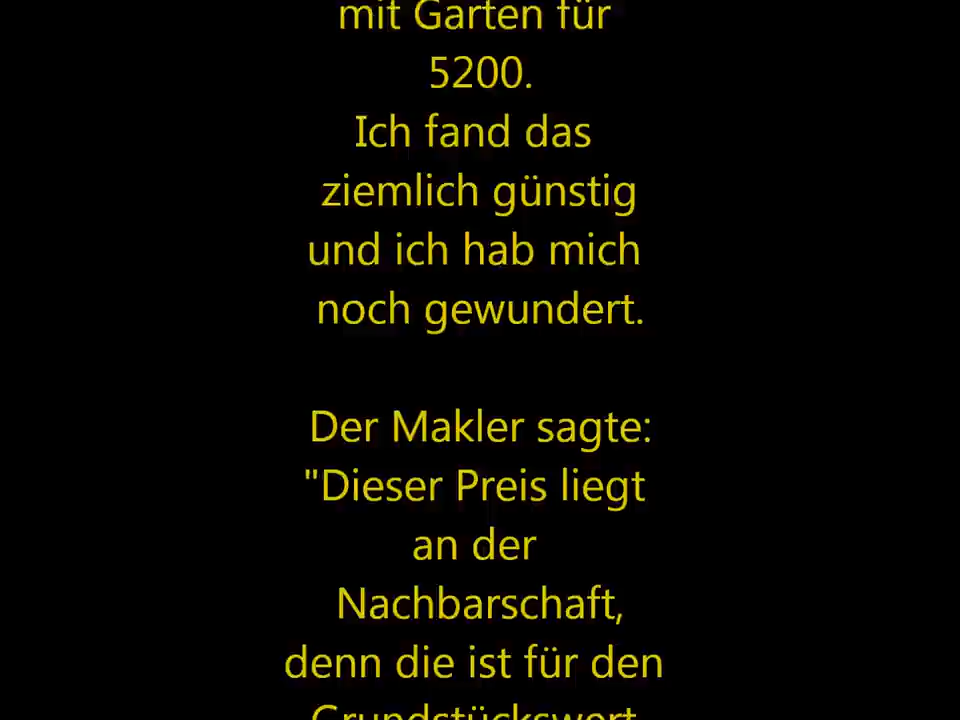 mit Garten für
5200.
Ich fand das
ziemlich günstig
und ich hab mich
noch gewundert.
Der Makler sagte:
"Dieser Preis liegt
an der
Nachbarschaft,
denn die ist für den
Grundstückswert